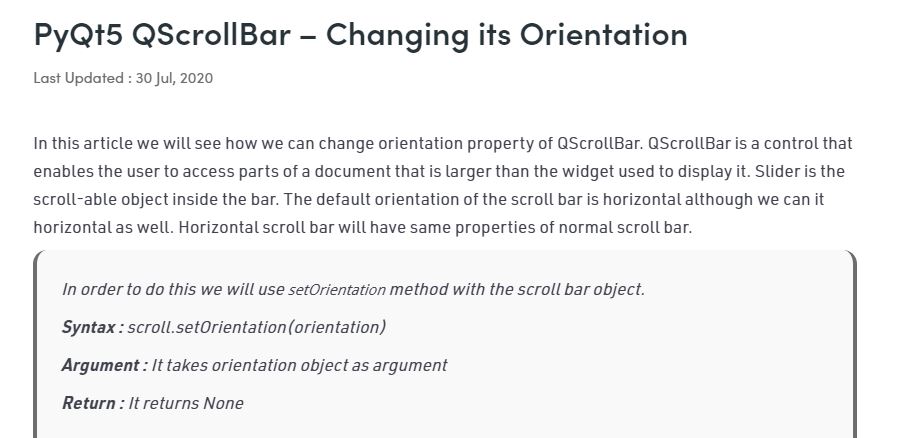 PyQt5 QScrollBar – Changing its Orientation
Last Updated : 30 Jul, 2020
In this article we will see how we can change orientation property of QScrollBar. QScrollBar is a control that
enables the user to access parts of a document that is larger than the widget used to display it. Slider is the
scroll-able object inside the bar. The default orientation of the scroll bar is horizontal although we can it
horizontal as well. Horizontal scroll bar will have same properties of normal scroll bar.
In order to do this we will use setOrientation method with the scroll bar object.
Syntax : scroll.setOrientation(orientation)
Argument : It takes orientation object as argument
Return : It returns None